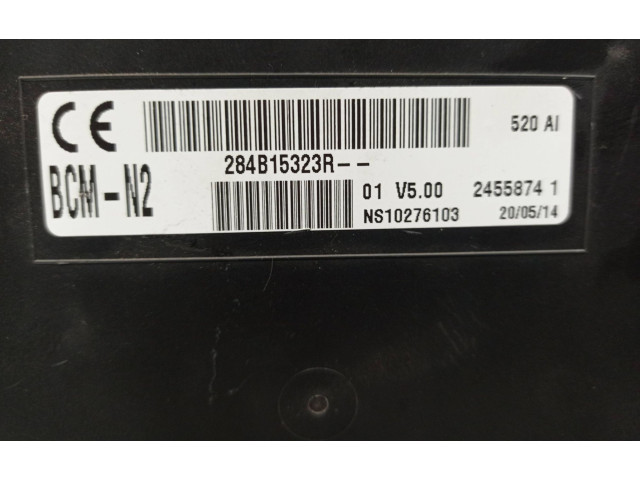 CE
520 AI
284B15323R--
BCM-N2
01 V5.00 2455874 1
NS10276103 20/05/14